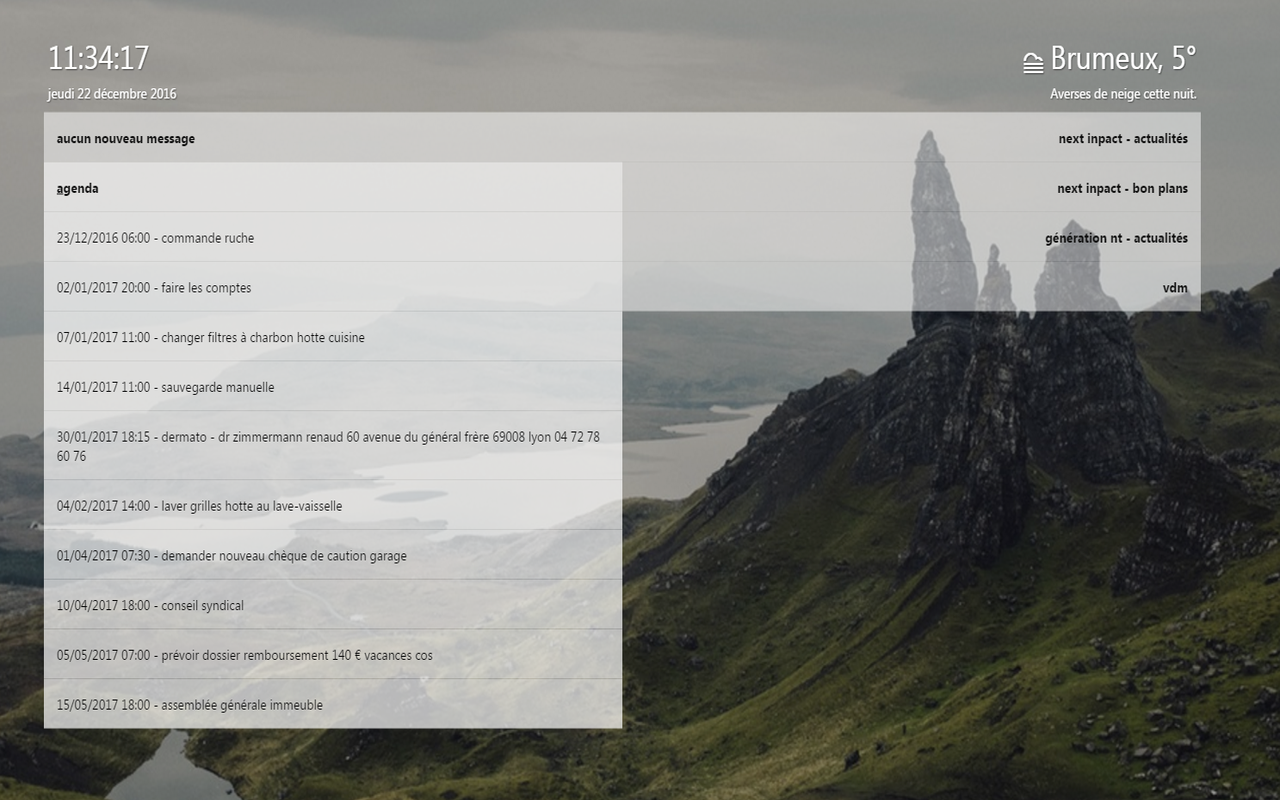 11:34:17
Brumeux, 5°
jeudi 22 décembre 2016
Averses de neige cette nuit.
aucun nouveau message
next inpact - actualités
agenda
next inpact - bon plans
23/12/2016 06:00 - commande ruche
génération nt - actualités
02/01/2017 20:00 - faire les comptes
vdm
07/01/2017 11:00 - changer filtres à charbon hotte cuisine
14/01/2017 11:00 - sauvegarde manuelle
30/01/2017 18:15 - dermato - dr zimmermann renaud 60 avenue du général frère 69008 lyon 04 72 78
60 76
04/02/2017 14:00 - laver grilles hotte au lave-vaisselle
01/04/2017 07:30 - demander nouveau chèque de caution garage
10/04/2017 18:00 - conseil syndical
05/05/2017 07:00 - prévoir dossier remboursement 140 € vacances cos
15/05/2017 18:00 - assemblée générale immeuble